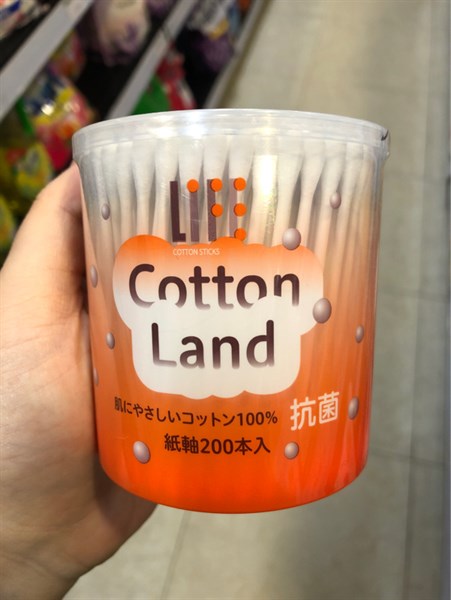 LIFE
COTTON STICKS
Cotton
Land
肌にやさしいコットン100%
抗菌
紙軸200本入